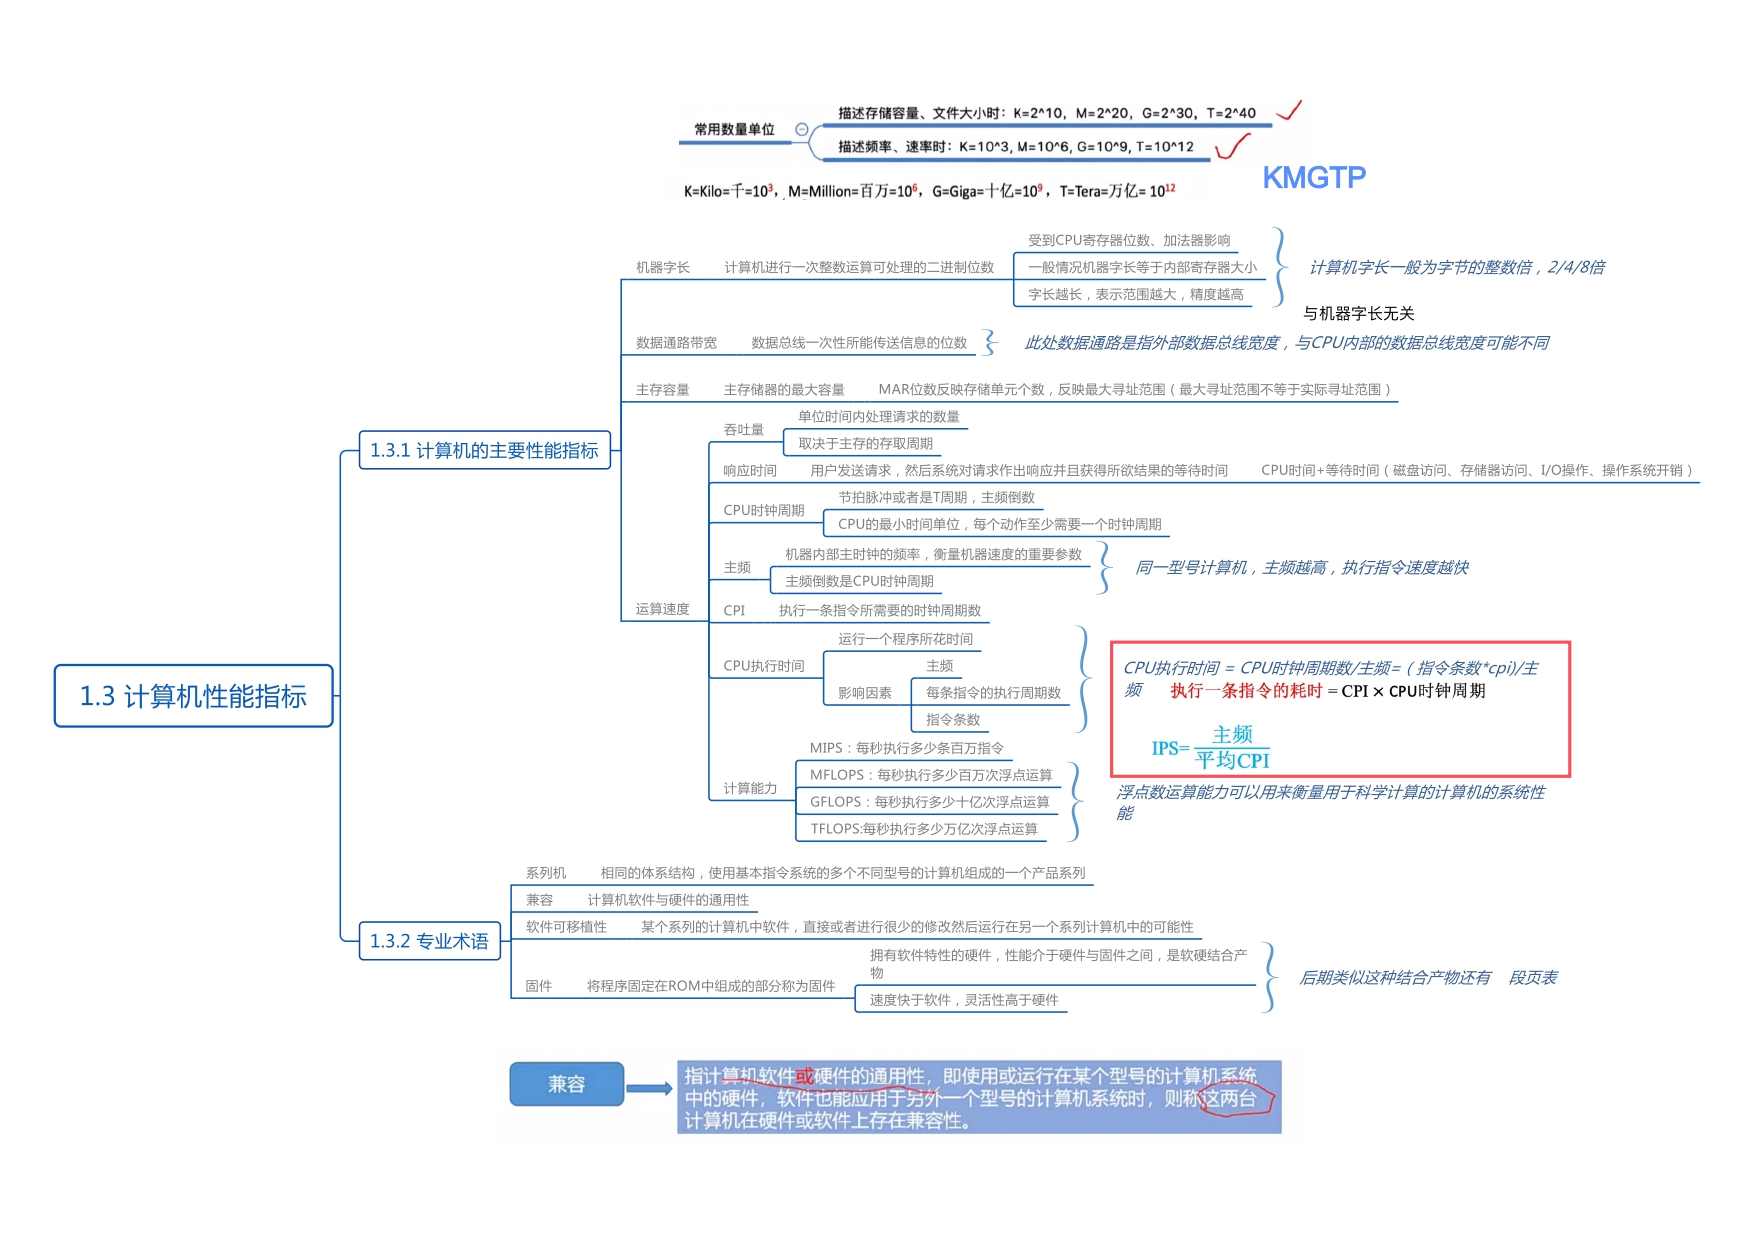 描述存储容量、文件大小时：K=2^10，M=2^20，G=2^30，T=2^40
常用数量单位
描述频率、速率时：K=10^3, M=10^6, G=10^9, T=10^12
KMGTP
K=Kilo=千=10³，M=Million=百万=10⁶，G=Giga=十亿=10⁹，T=Tera=万亿= 10¹²
受到CPU寄存器位数、加法器影响
机器字长 计算机进行一次整数运算可处理的二进制位数 一般情况机器字长等于内部寄存器大小 计算机字长一般为字节的整数倍，2/4/8倍
字长越长，表示范围越大，精度越高
与机器字长无关
数据通路带宽 数据总线一次性所能传送信息的位数 此处数据通路是指外部数据总线宽度，与CPU内部的数据总线宽度可能不同
主存容量 主存储器的最大容量 MAR位数反映存储单元个数，反映最大寻址范围（最大寻址范围不等于实际寻址范围）
单位时间内处理请求的数量
吞吐量
取决于主存的存取周期
1.3.1 计算机的主要性能指标
响应时间 用户发送请求，然后系统对请求作出响应并且获得所欲结果的等待时间 CPU时间+等待时间（磁盘访问、存储器访问、I/O操作、操作系统开销）
节拍脉冲或者是T周期，主频倒数
CPU时钟周期
CPU的最小时间单位，每个动作至少需要一个时钟周期
机器内部主时钟的频率，衡量机器速度的重要参数
主频 同一型号计算机，主频越高，执行指令速度越快
主频倒数是CPU时钟周期
运算速度 CPI 执行一条指令所需要的时钟周期数
运行一个程序所花时间
CPU执行时间
主频
影响因素 每条指令的执行周期数
指令条数
CPU执行时间 = CPU时钟周期数/主频=（指令条数*cpi)/主
频 执行一条指令的耗时 = CPI × CPU时钟周期
IPS=主频
平均CPI
1.3 计算机性能指标
MIPS：每秒执行多少条百万指令
MFLOPS：每秒执行多少百万次浮点运算
计算能力
GFLOPS：每秒执行多少十亿次浮点运算
TFLOPS:每秒执行多少万亿次浮点运算
浮点数运算能力可以用来衡量用于科学计算的计算机的系统性
能
系列机 相同的体系结构，使用基本指令系统的多个不同型号的计算机组成的一个产品系列
兼容 计算机软件与硬件的通用性
软件可移植性 某个系列的计算机中软件，直接或者进行很少的修改然后运行在另一个系列计算机中的可能性
1.3.2 专业术语
拥有软件特性的硬件，性能介于硬件与固件之间，是软硬结合产
物
固件 将程序固定在ROM中组成的部分称为固件
速度快于软件，灵活性高于硬件
后期类似这种结合产物还有 段页表
兼容
指计算机软件或硬件的通用性，即使用或运行在某个型号的计算机系统
中的硬件，软件也能应用于另外一个型号的计算机系统时，则称这两台
计算机在硬件或软件上存在兼容性。